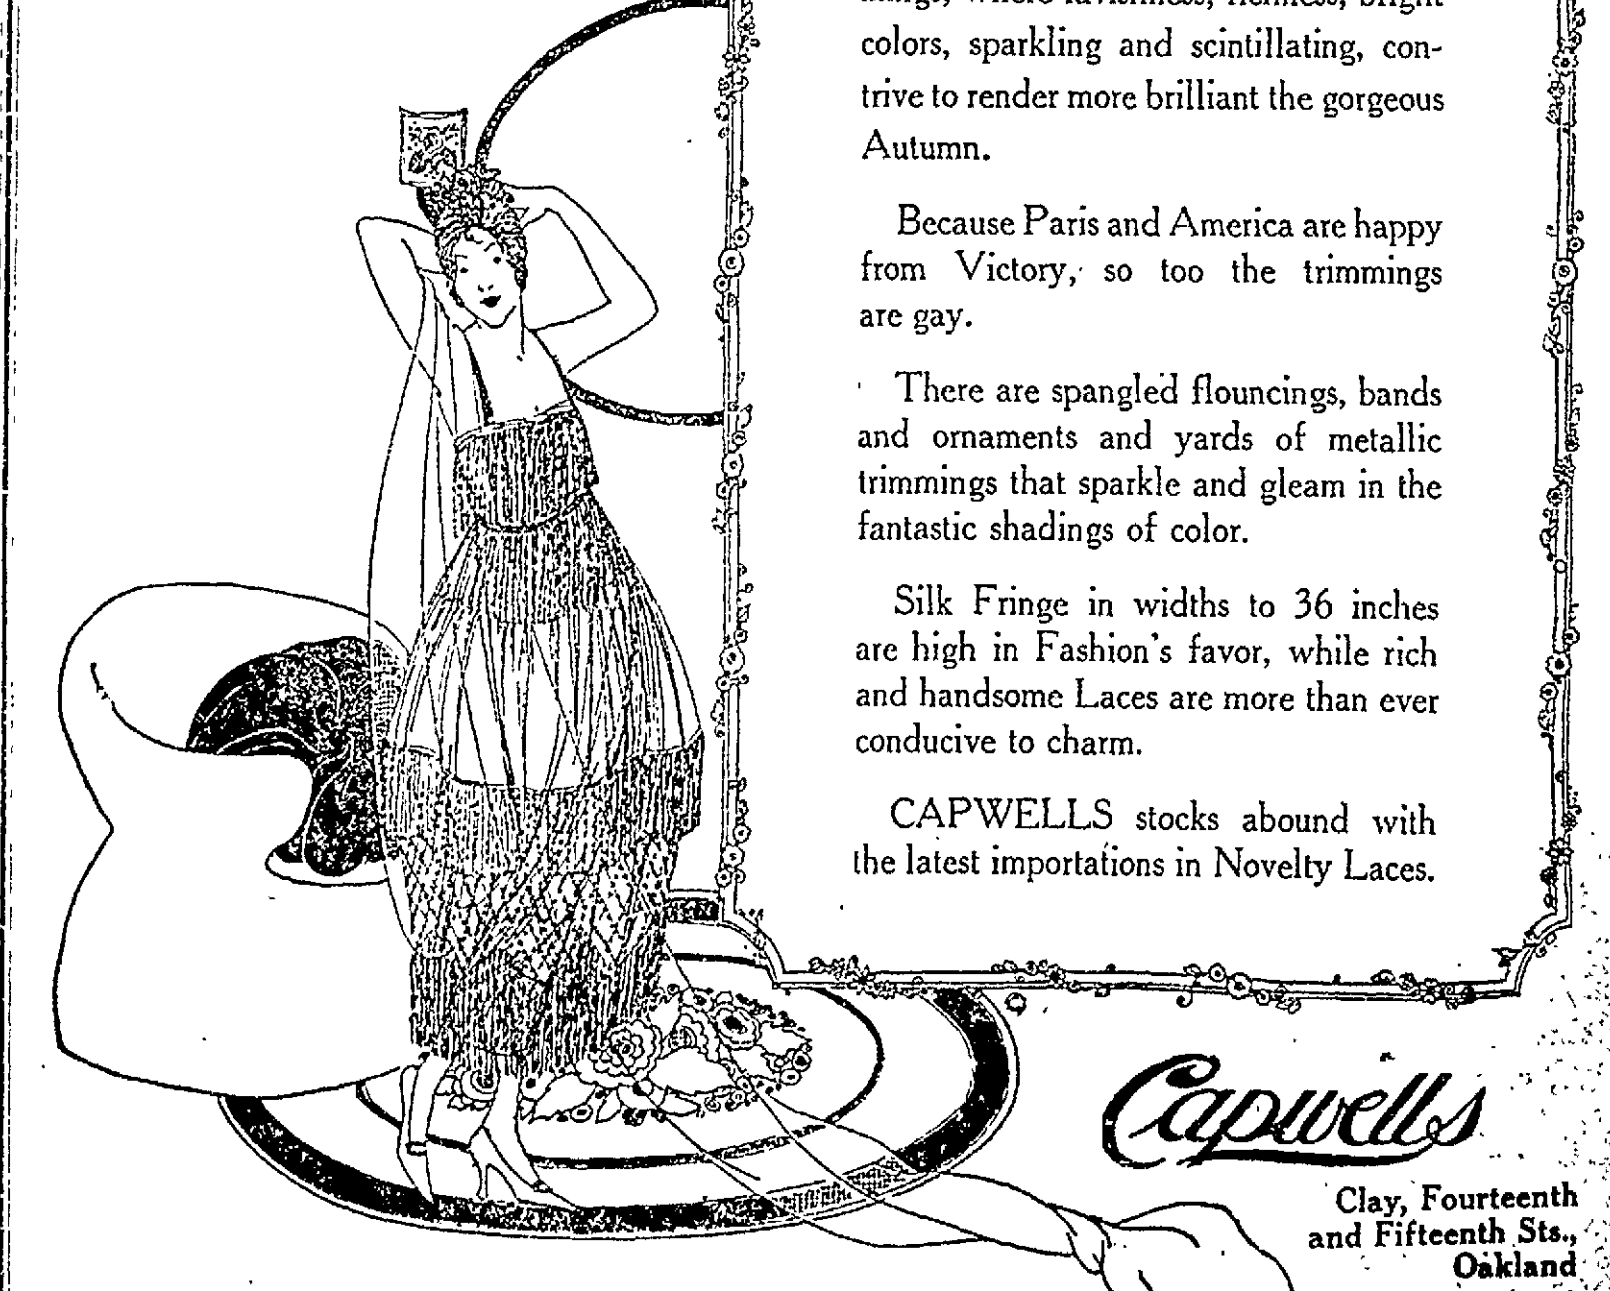 colors, sparkling and scintillating, con-
trive to render more brilliant the gorgeous
Autumn.
Because Paris and America are happy
from Victory, so too the trimmings
are gay.
There are spangled flouncings, bands
and ornaments and yards of metallic
trimmings that sparkle and gleam in the
fantastic shadings of color.
Silk Fringe in widths to 36 inches
are high in Fashion's favor, while rich
and handsome Laces are more than ever
conducive to charm.
CAPWELLS stocks abound with
the latest importations in Novelty Laces.
Capwells
Clay, Fourteenth
and Fifteenth Sts.,
Oakland